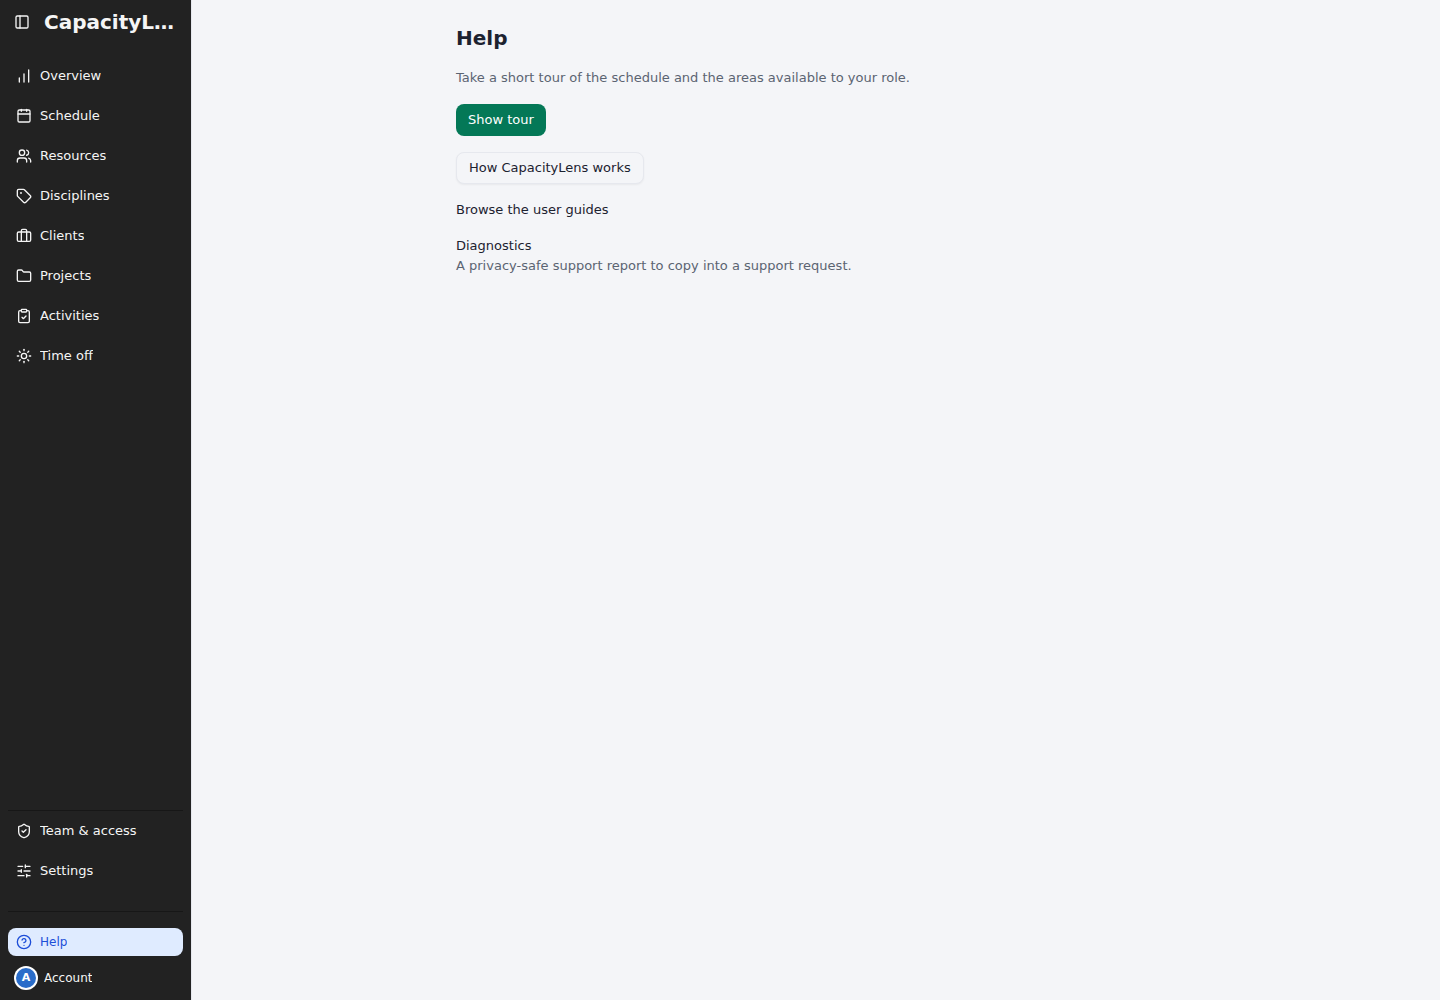 CapacityL…
Overview
Schedule
Resources
Disciplines
Clients
Projects
Activities
Time off
Team & access
Settings
Help
A Account
Help
Take a short tour of the schedule and the areas available to your role.
Show tour
How CapacityLens works
Browse the user guides
Diagnostics
A privacy-safe support report to copy into a support request.